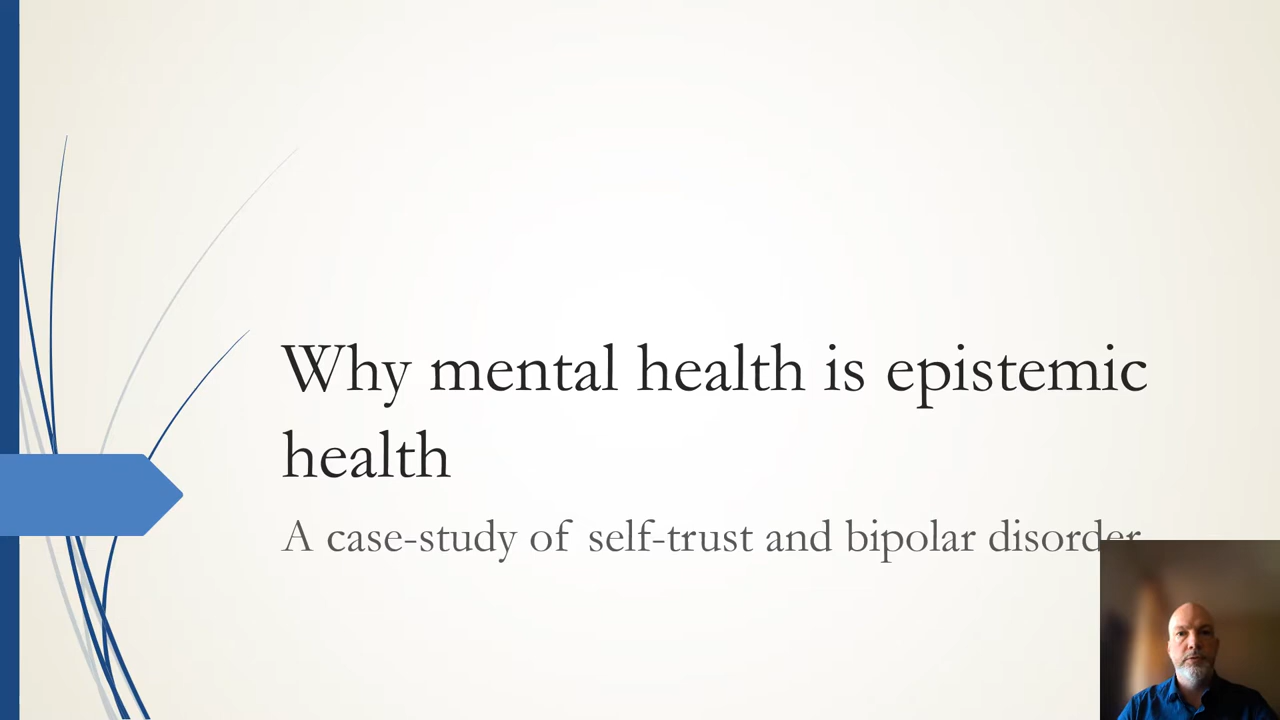 Why mental health is epistemic
health
A case-study of self-trust and bipolar disorder